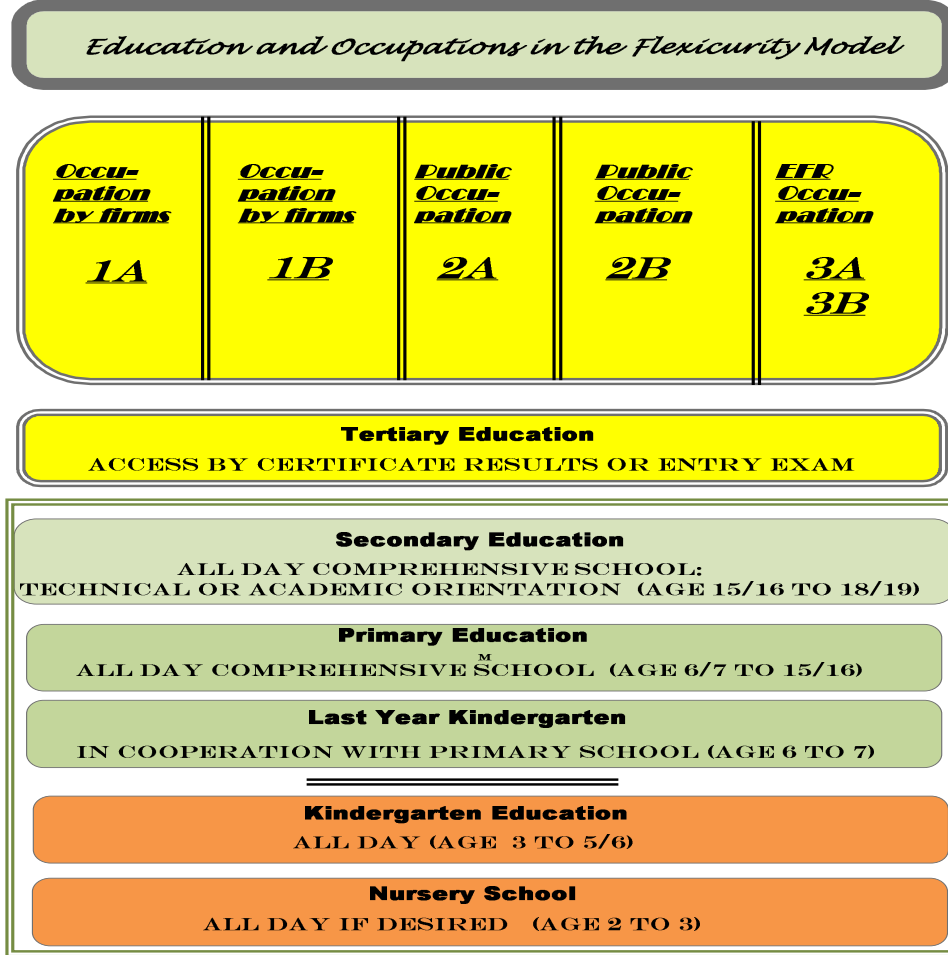 Education and Occupations in the Flexicurity Model
Occu-
pation
by firms
1A
Occu-
pation
by firms
1B
Public
Occu-
pation
2A
Public
Occu-
pation
2B
EFR
Occu-
pation
3A
3B
Tertiary Education
ACCESS BY CERTIFICATE RESULTS OR ENTRY EXAM
Secondary Education
ALL DAY COMPREHENSIVE SCHOOL:
TECHNICAL OR ACADEMIC ORIENTATION (AGE 15/16 TO 18/19)
Primary Education
M
ALL DAY COMPREHENSIVE SCHOOL (AGE 6/7 TO 15/16)
Last Year Kindergarten
IN COOPERATION WITH PRIMARY SCHOOL (AGE 6 TO 7)
Kindergarten Education
ALL DAY (AGE 3 TO 5/6)
Nursery School
ALL DAY IF DESIRED (AGE 2 TO 3)